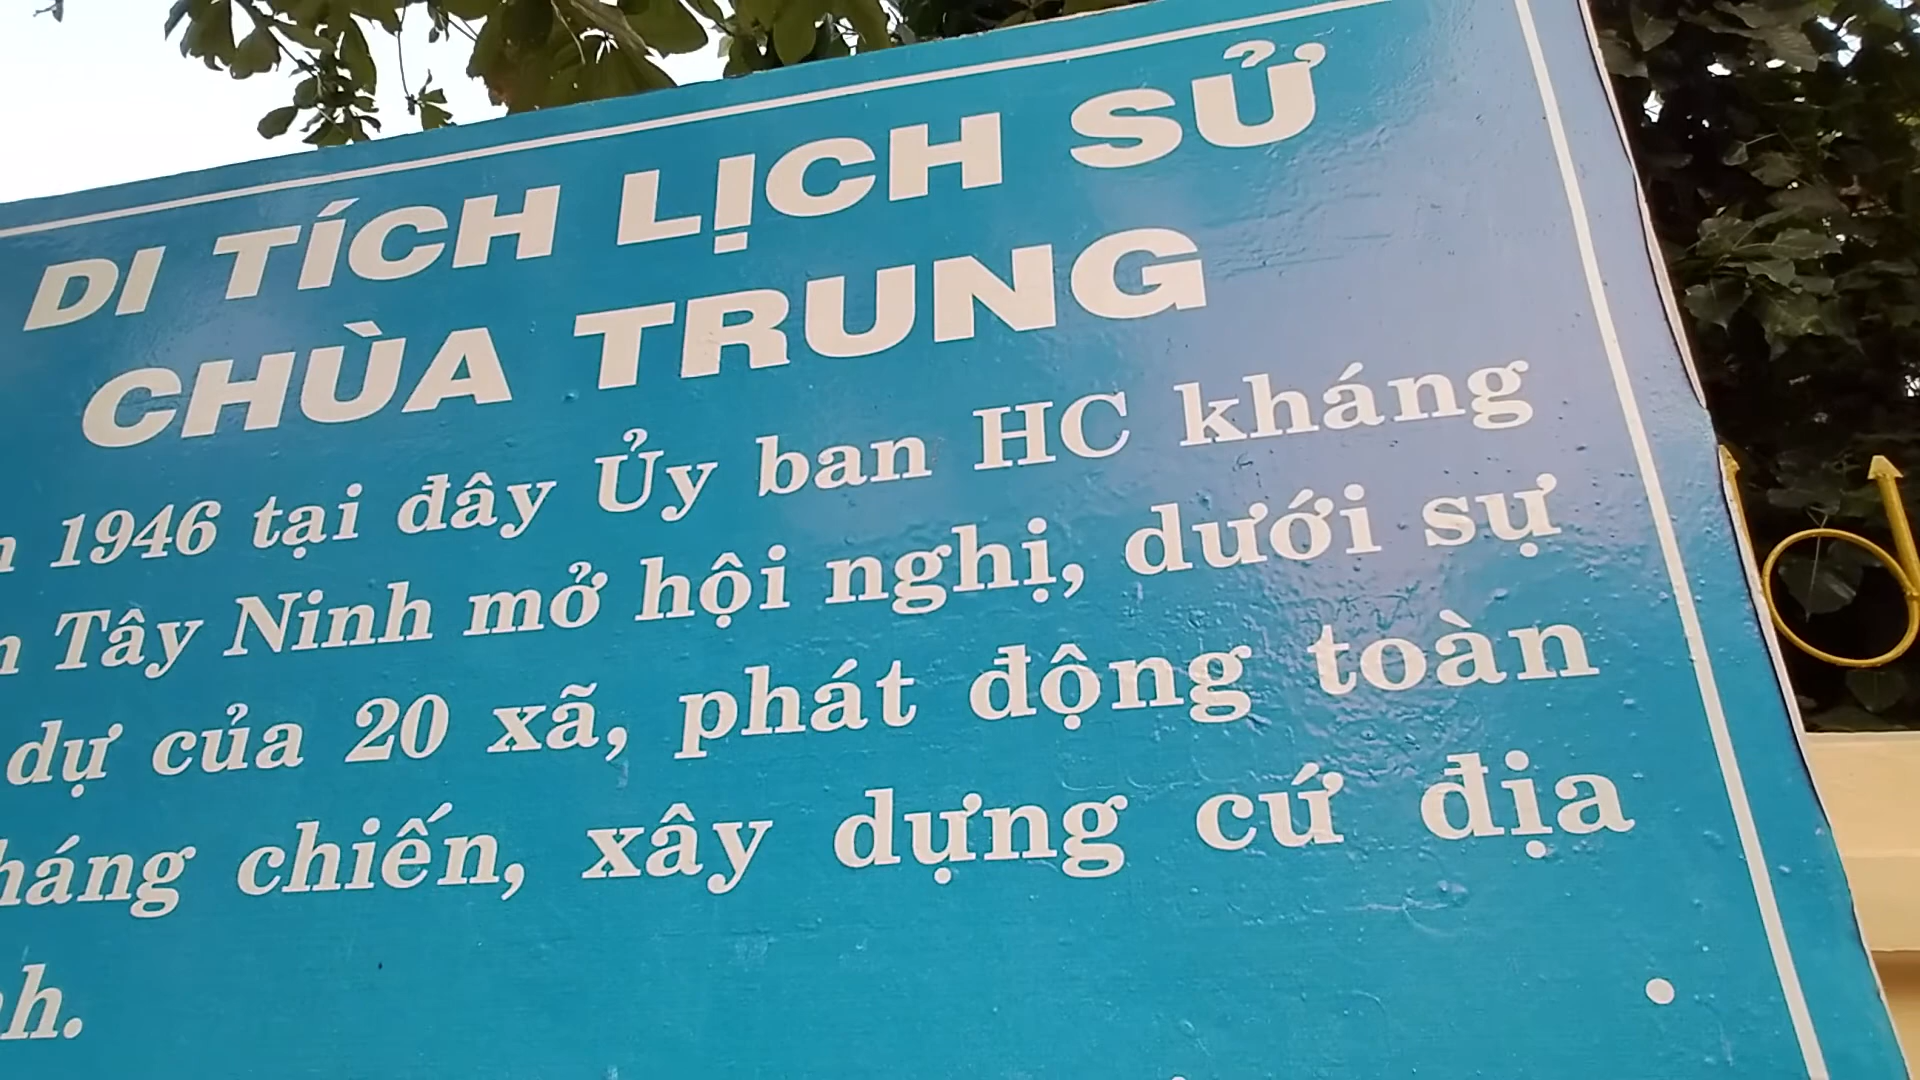 DI TÍCH LỊCH SỬ
CHÙA TRUNG
1946 tại đây Ủy ban HC kháng
Tây Ninh mở hội nghị, dưới sự
dự của 20 xã, phát động toàn
háng chiến, xây dựng cứ địa
h.